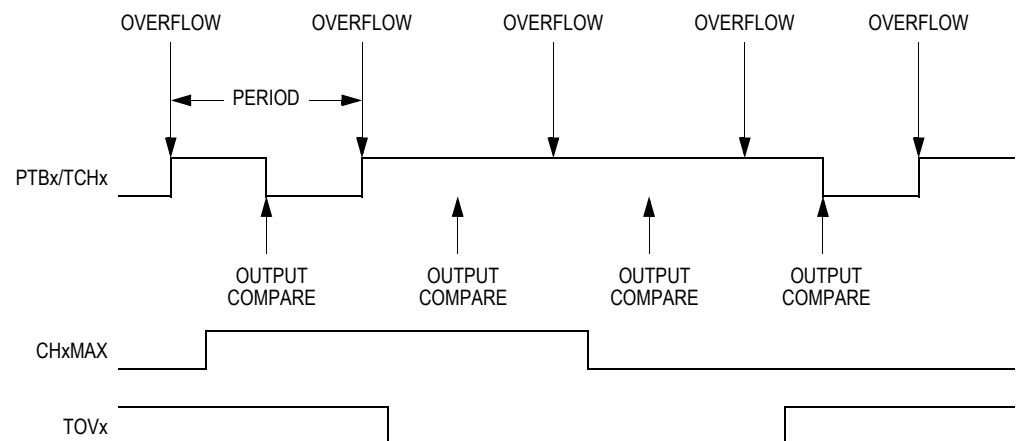 OVERFLOW OVERFLOW OVERFLOW OVERFLOW OVERFLOW
PERIOD
PTBx/TCHx
OUTPUT COMPARE
OUTPUT COMPARE
OUTPUT COMPARE
OUTPUT COMPARE
CHxMAX
TOVx